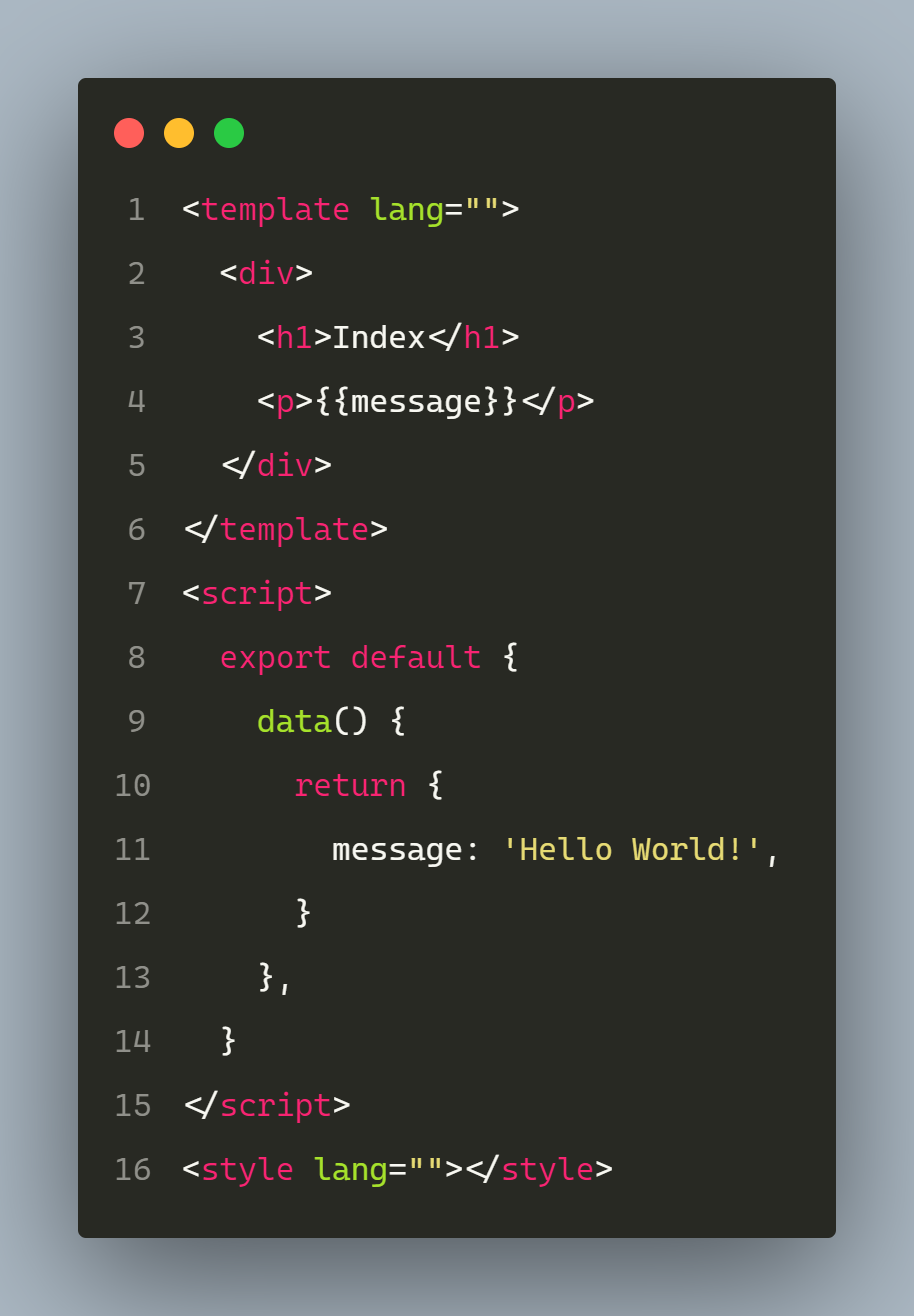 1 <template lang="">
2   <div>
3     <h1>Index</h1>
4     <p>{{message}}</p>
5   </div>
6 </template>
7 <script>
8   export default {
9     data() {
10       return {
11         message: 'Hello World!',
12       }
13     },
14   }
15 </script>
16 <style lang=""></style>